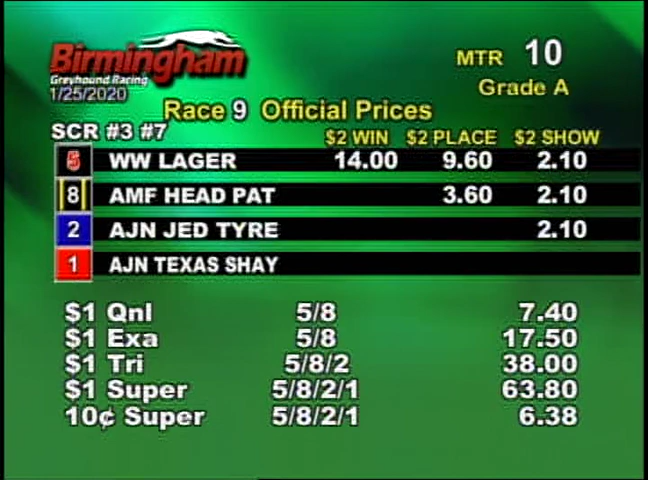 Birmingham
Greyhound Racing
1/25/2020
MTR 10
Grade A
Race 9 Official Prices
SCR #3 #7
$2 WIN $2 PLACE $2 SHOW
5 WW LAGER 14.00 9.60 2.10
8 AMF HEAD PAT 3.60 2.10
2 AJN JED TYRE 2.10
1 AJN TEXAS SHAY
$1 Qnl 5/8 7.40
$1 Exa 5/8 17.50
$1 Tri 5/8/2 38.00
$1 Super 5/8/2/1 63.80
10¢ Super 5/8/2/1 6.38